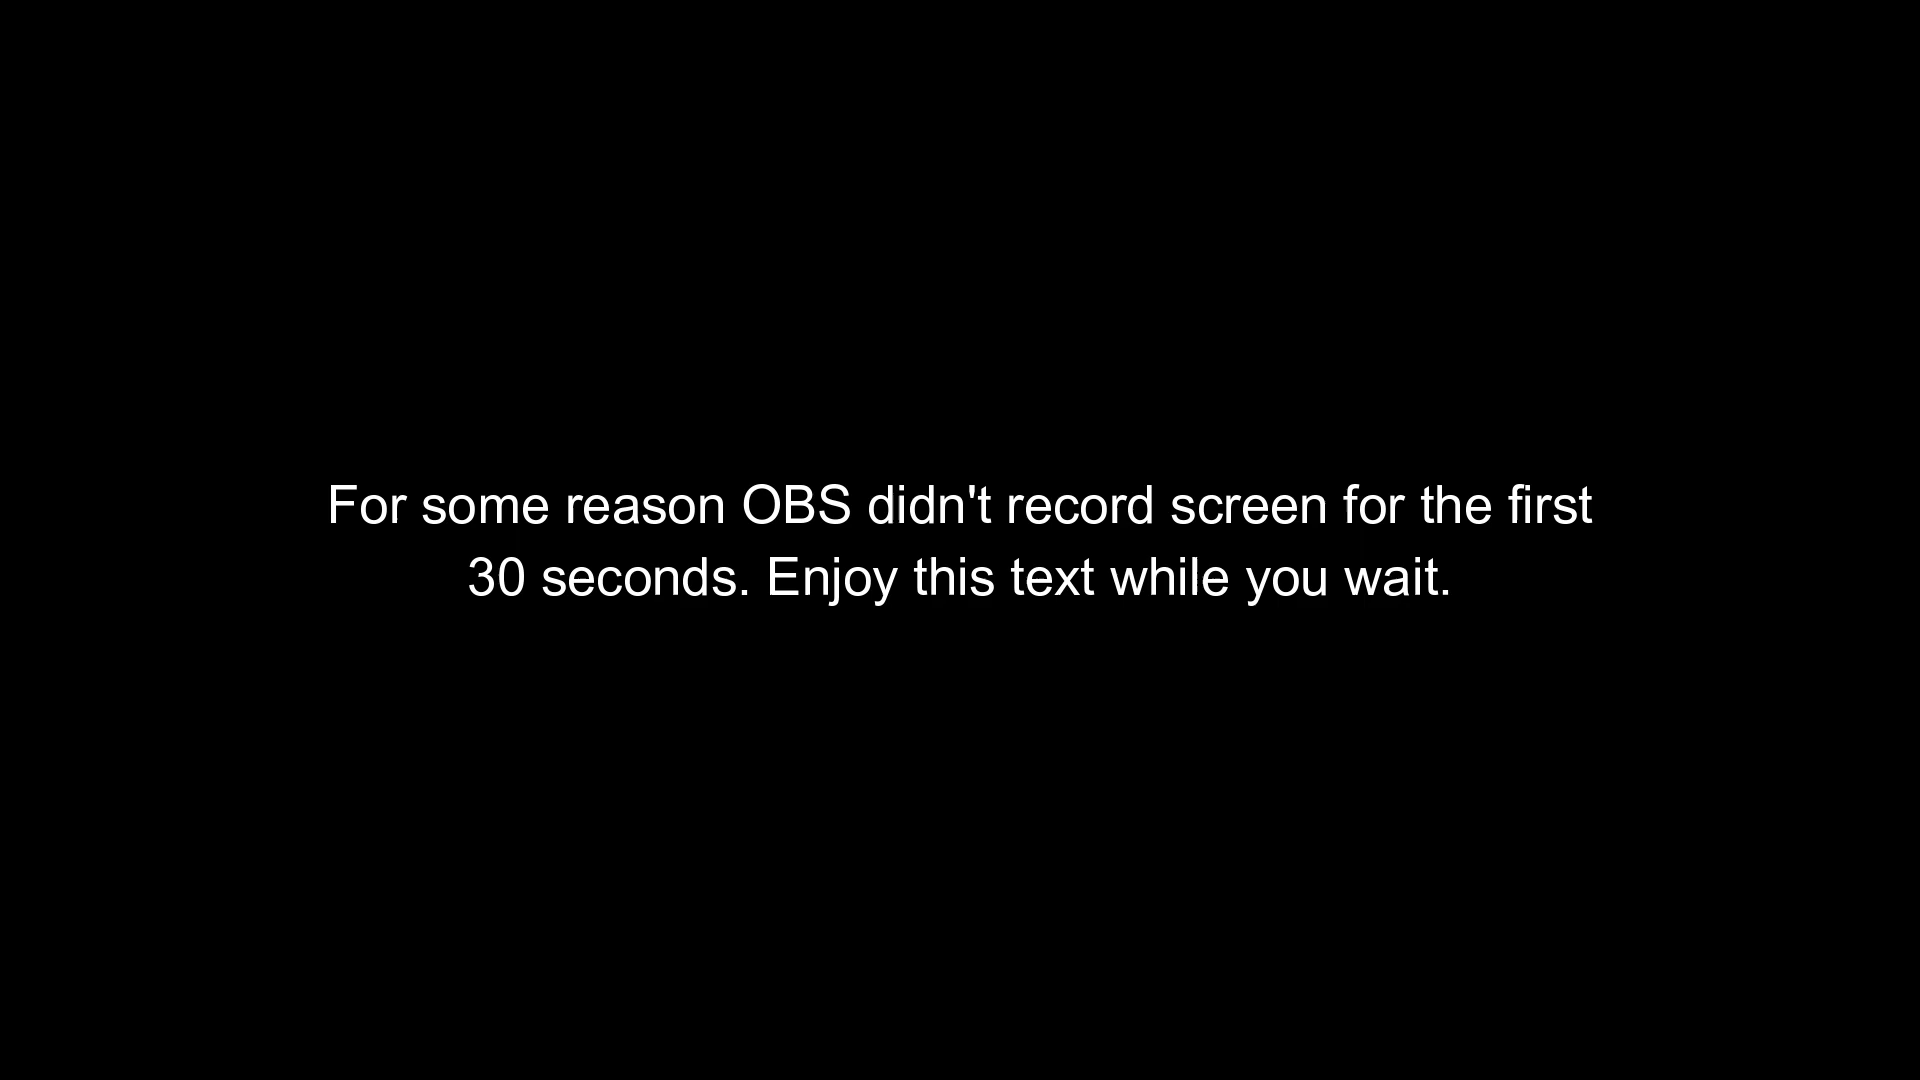 For some reason OBS didn't record screen for the first
30 seconds. Enjoy this text while you wait.